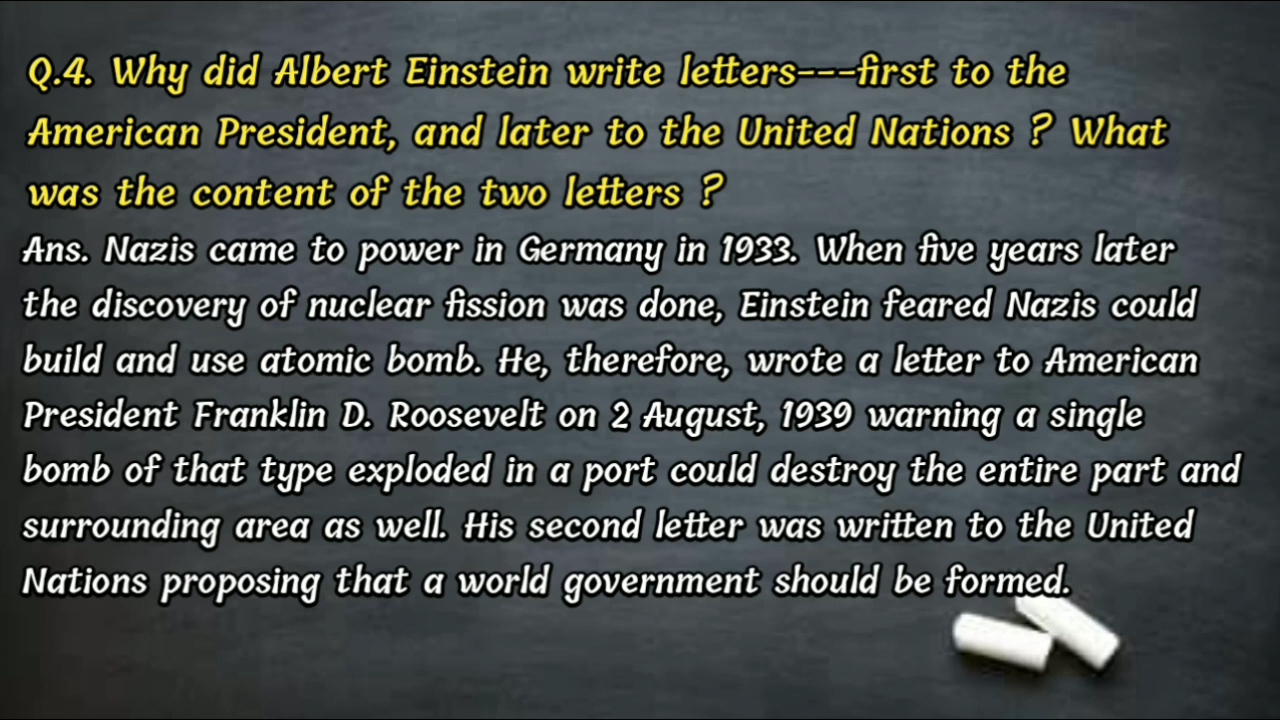 Q.4. Why did Albert Einstein write letters---first to the
American President, and later to the United Nations ? What
was the content of the two letters ?
Ans. Nazis came to power in Germany in 1933. When five years later
the discovery of nuclear fission was done, Einstein feared Nazis could
build and use atomic bomb. He, therefore, wrote a letter to American
President Franklin D. Roosevelt on 2 August, 1939 warning a single
bomb of that type exploded in a port could destroy the entire part and
surrounding area as well. His second letter was written to the United
Nations proposing that a world government should be formed.